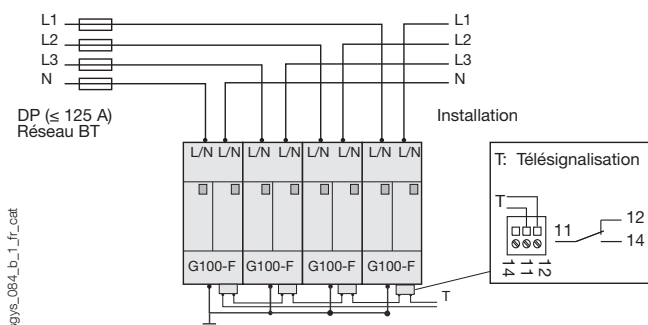 L1
L2
L3
N
L1
L2
L3
N
DP (≤ 125 A)
Réseau BT
Installation
L/N L/N L/N L/N L/N L/N L/N L/N
G100-F G100-F G100-F G100-F
T
T: Télésignalisation
T
11
12
14
14 11 12
sgys_084_b_1_fr_cat